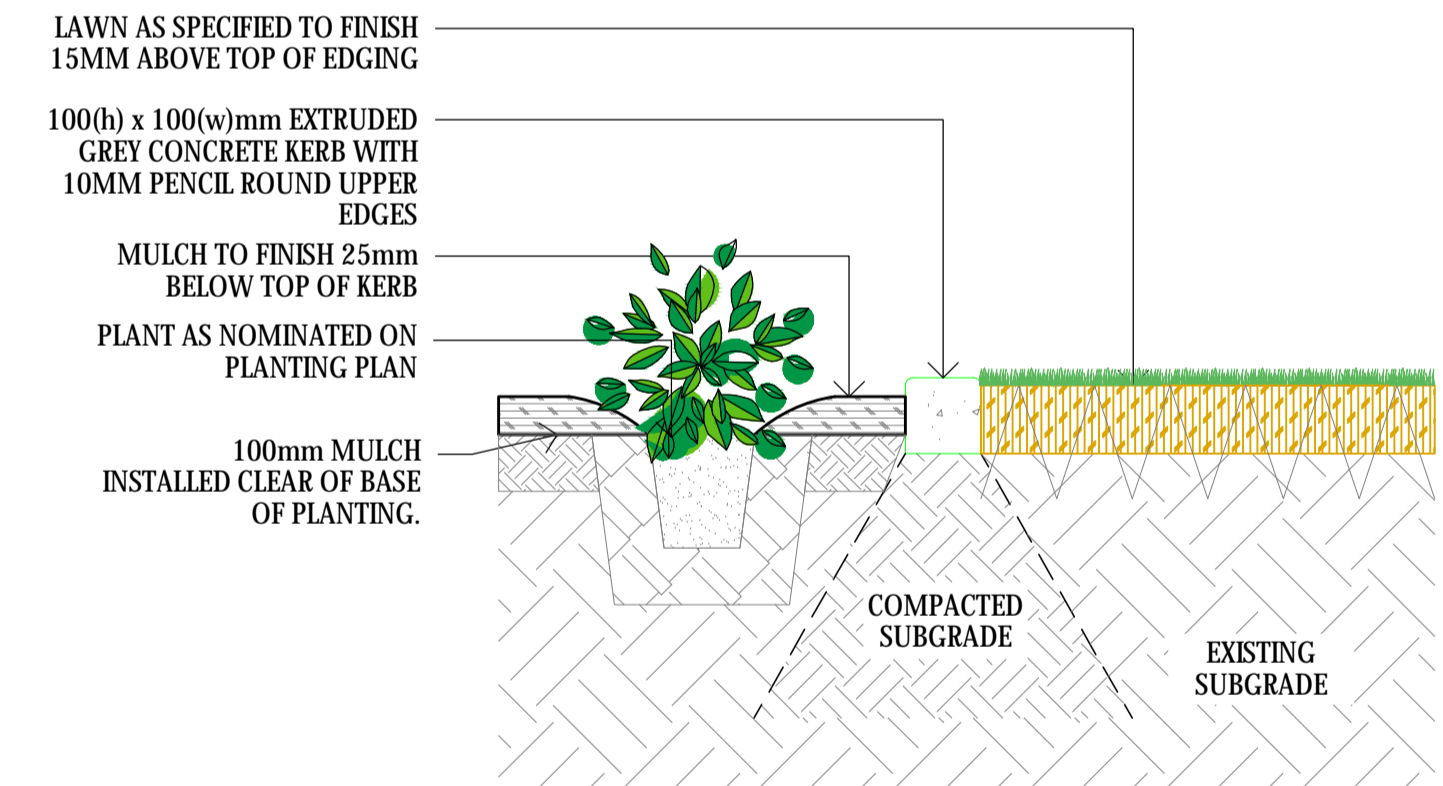 LAWN AS SPECIFIED TO FINISH
15MM ABOVE TOP OF EDGING
100(h) x 100(w)mm EXTRUDED
GREY CONCRETE KERB WITH
10MM PENCIL ROUND UPPER
EDGES
MULCH TO FINISH 25mm
BELOW TOP OF KERB
PLANT AS NOMINATED ON
PLANTING PLAN
100mm MULCH
INSTALLED CLEAR OF BASE
OF PLANTING.
COMPACTED
SUBGRADE
EXISTING
SUBGRADE